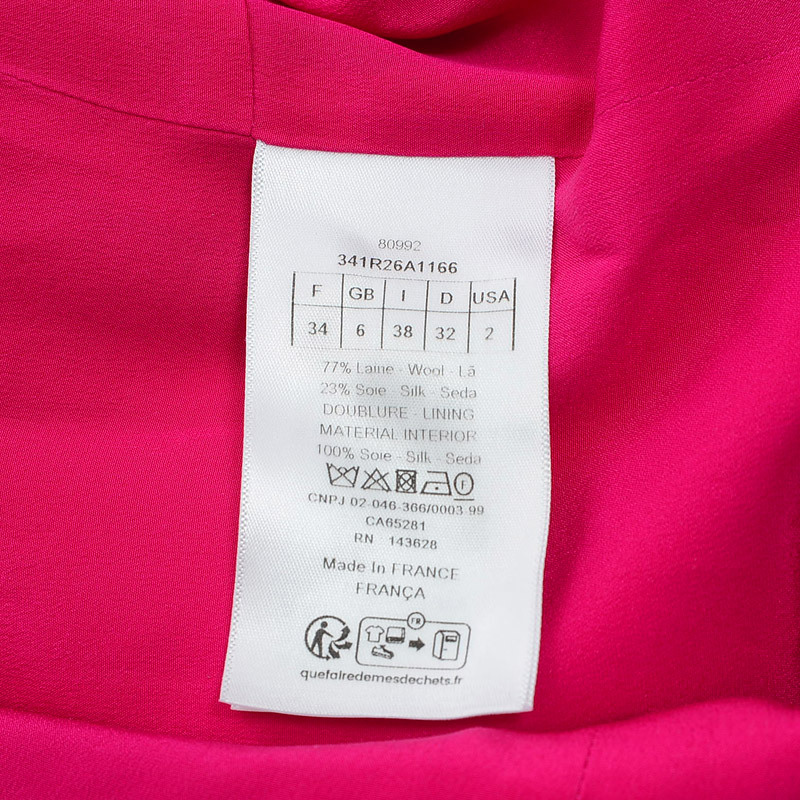 80992
341R26A1166
F GB I D USA
34 6 38 32 2
77% Laine - Wool - Lã
23% Soie - Silk - Seda
DOUBLURE - LINING
MATERIAL INTERIOR
100% Soie - Silk - Seda
F
CNPJ 02-046-366/0003-99
CA65281
RN 143628
Made In FRANCE
FRANÇA
FR
quefairedemesdechets.fr